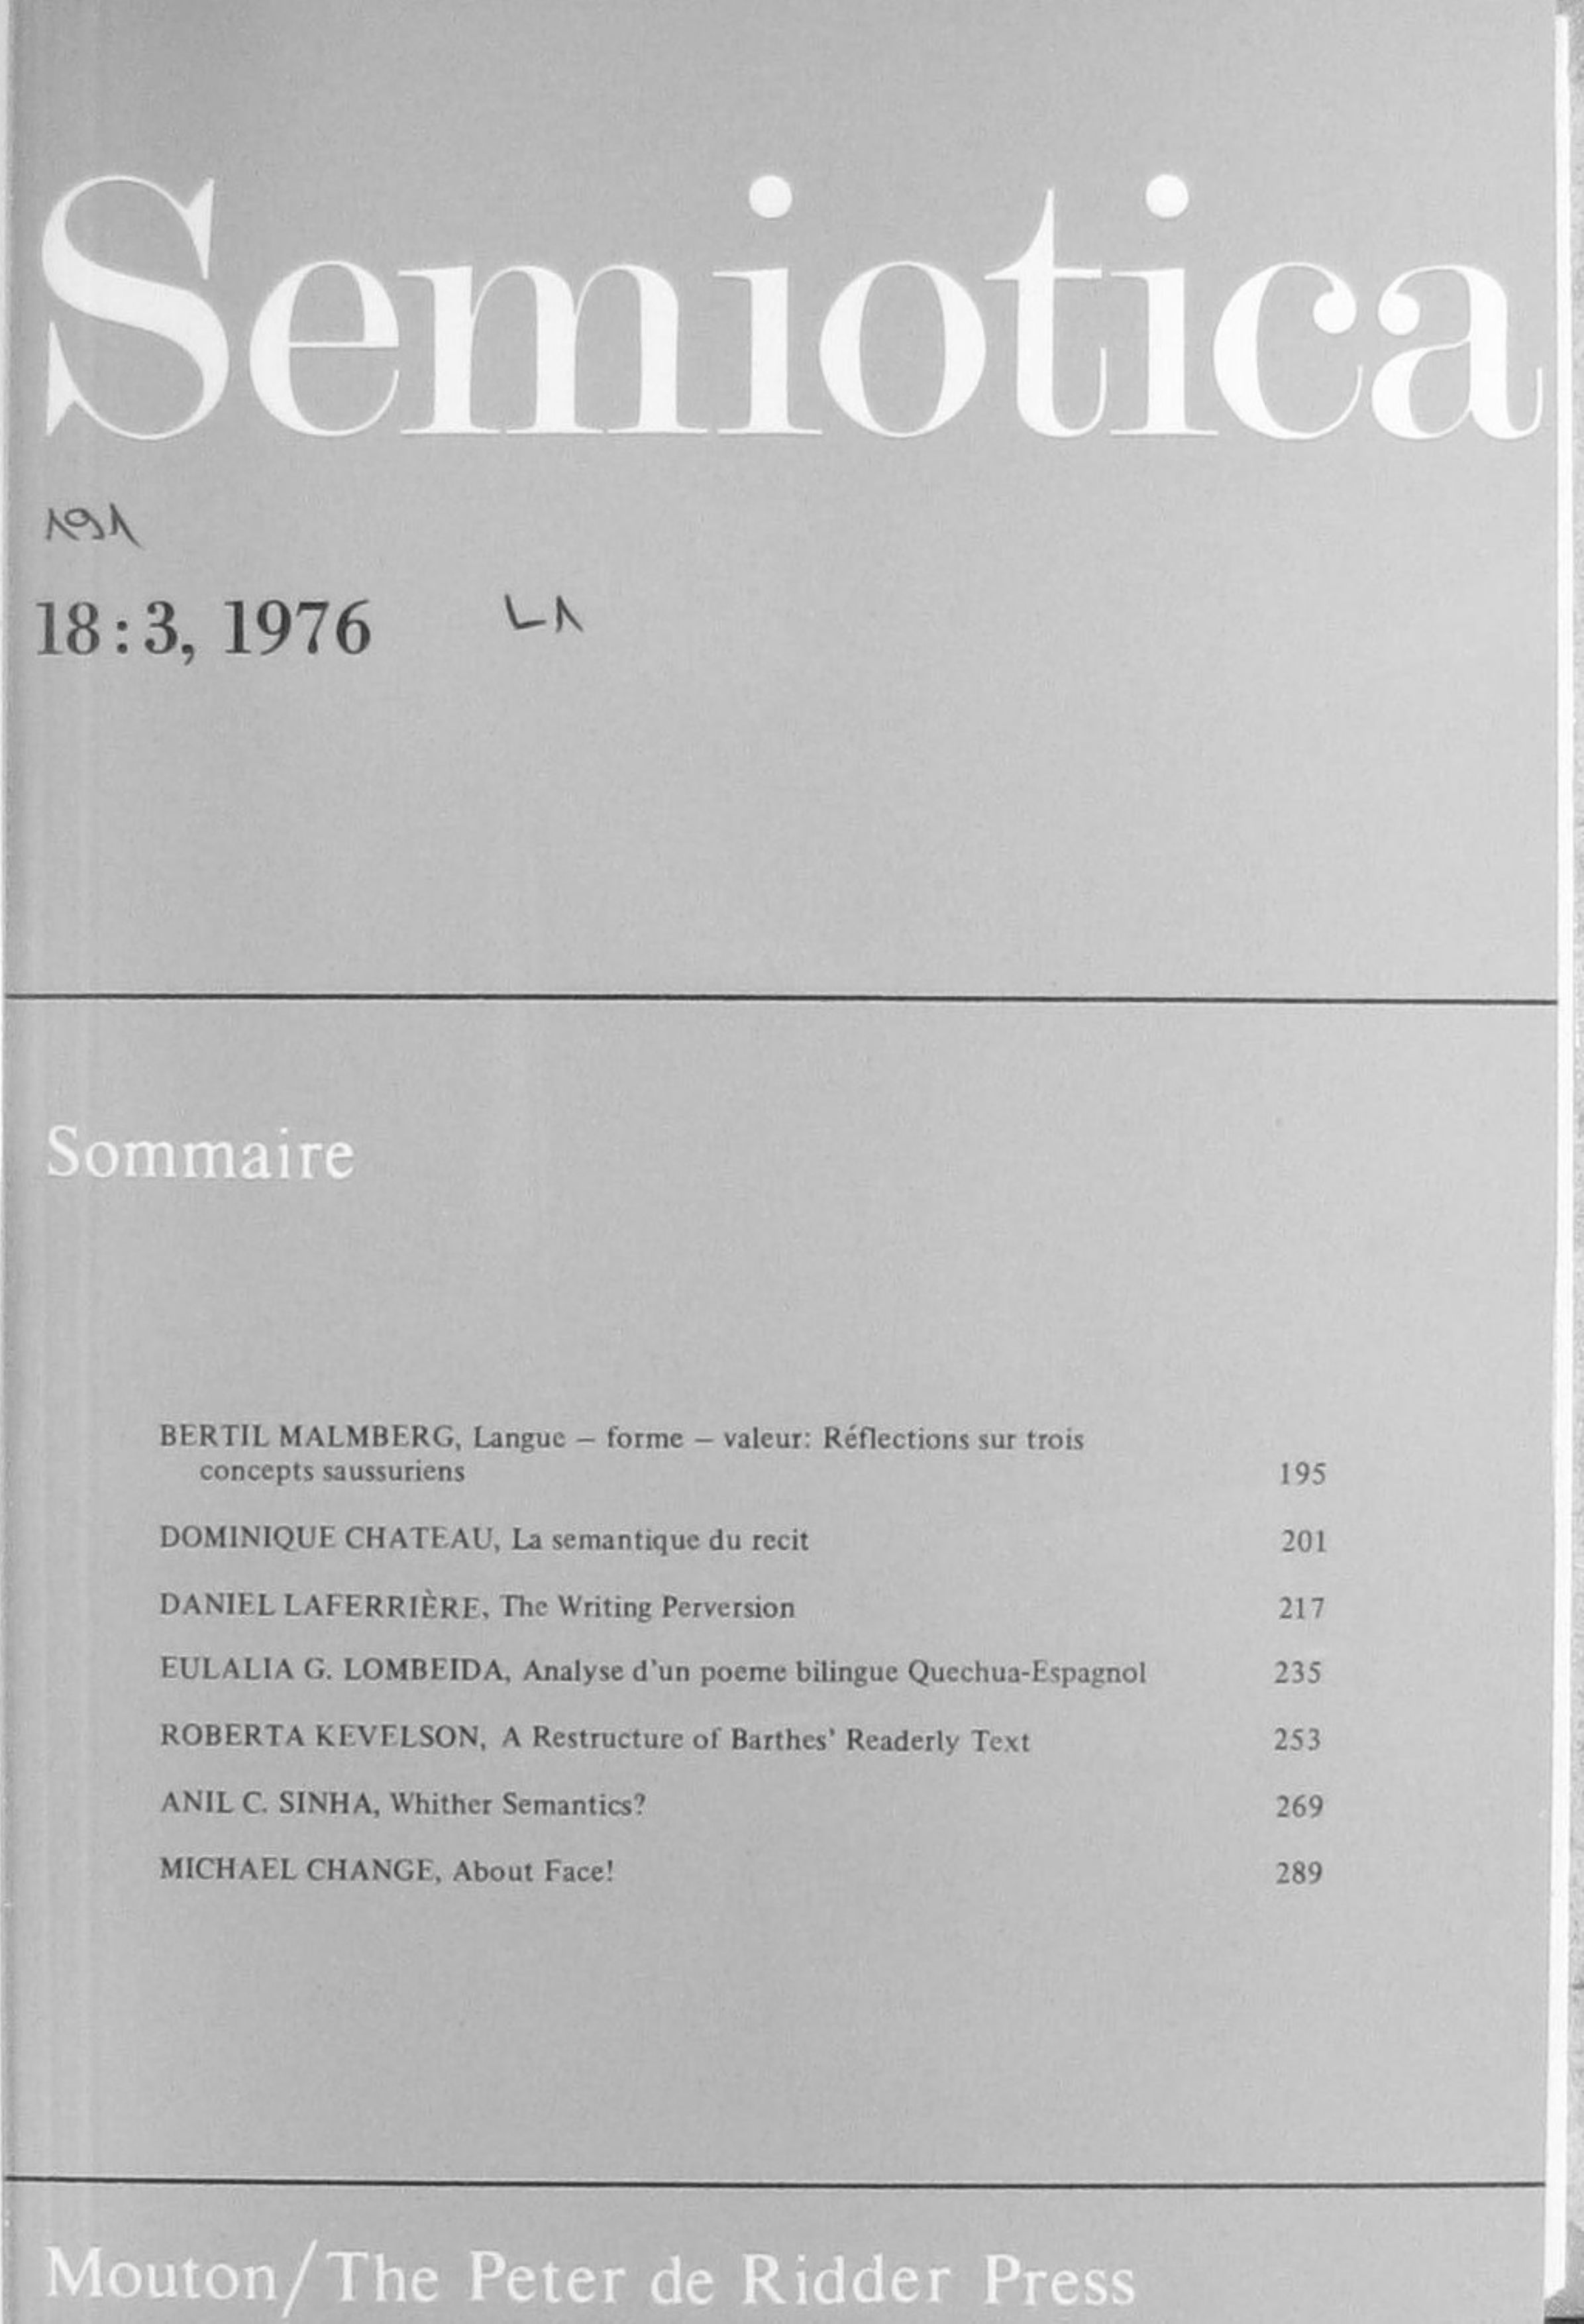 Semiotica
191
18:3, 1976
L1
Sommaire
BERTIL MALMBERG, Langue – forme – valeur: Réflections sur trois
concepts saussuriens 195
DOMINIQUE CHATEAU, La semantique du recit 201
DANIEL LAFERRIÈRE, The Writing Perversion 217
EULALIA G. LOMBEIDA, Analyse d'un poeme bilingue Quechua-Espagnol 235
ROBERTA KEVELSON, A Restructure of Barthes' Readerly Text 253
ANIL C. SINHA, Whither Semantics? 269
MICHAEL CHANGE, About Face! 289
Mouton/The Peter de Ridder Press